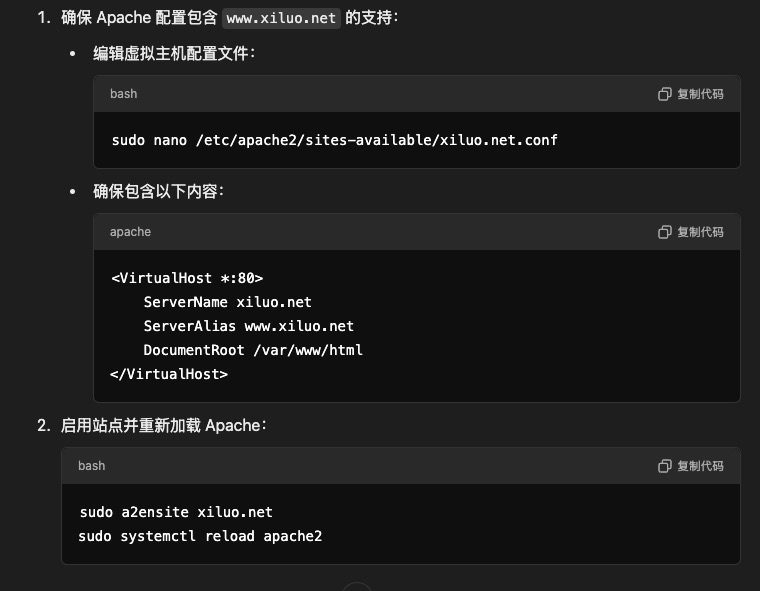 1. 确保 Apache 配置包含 www.xiluo.net 的支持：
• 编辑虚拟主机配置文件：
bash 复制代码
sudo nano /etc/apache2/sites-available/xiluo.net.conf
• 确保包含以下内容：
apache 复制代码
<VirtualHost *:80>
    ServerName xiluo.net
    ServerAlias www.xiluo.net
    DocumentRoot /var/www/html
</VirtualHost>
2. 启用站点并重新加载 Apache：
bash 复制代码
sudo a2ensite xiluo.net
sudo systemctl reload apache2